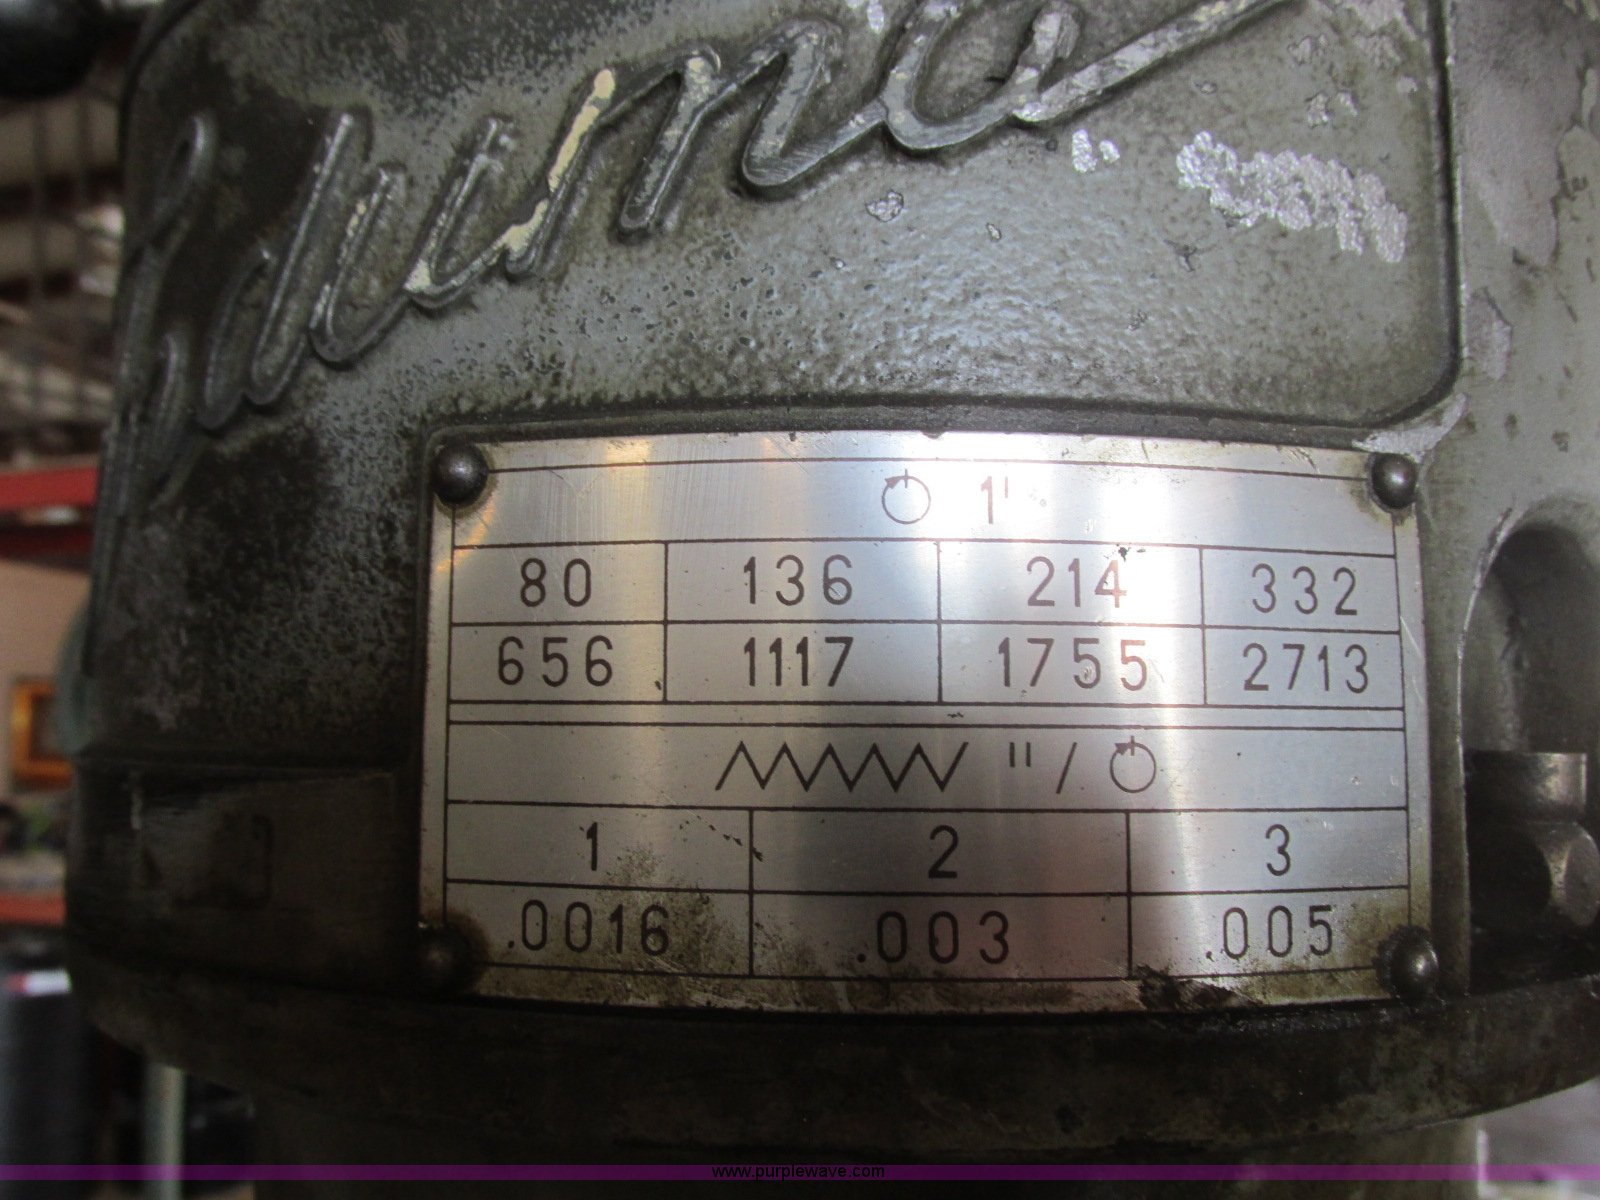 1'
80 136 214 332
656 1117 1755 2713
" /
1 2 3
.0016 .003 .005
www.purplewave.com